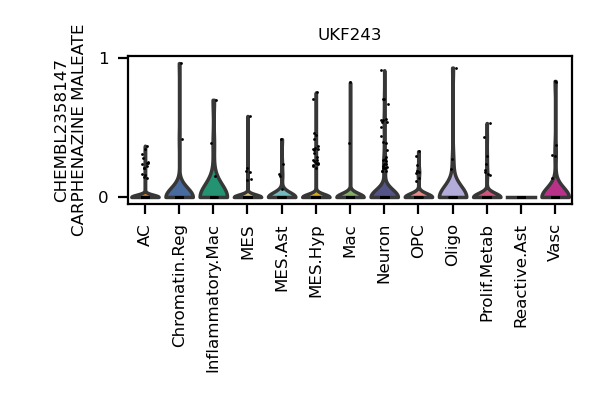 UKF243
CHEMBL2358147
CARPHENAZINE MALEATE
1
0
AC
Chromatin.Reg
Inflammatory.Mac
MES
MES.Ast
MES.Hyp
Mac
Neuron
OPC
Oligo
Prolif.Metab
Reactive.Ast
Vasc